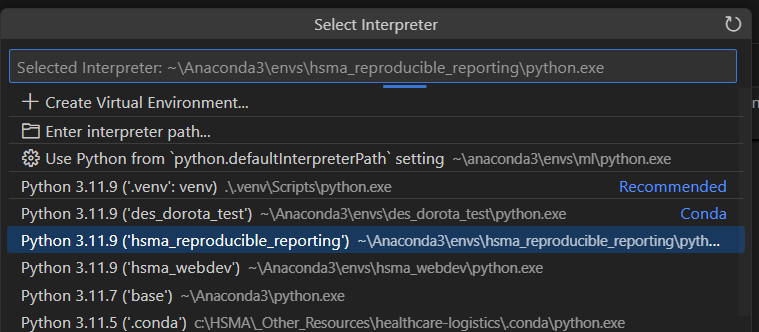 Select Interpreter
Selected Interpreter: ~\Anaconda3\envs\hsma_reproducible_reporting\python.exe
Create Virtual Environment...
Enter interpreter path...
Use Python from `python.defaultInterpreterPath` setting ~\anaconda3\envs\ml\python.exe
Python 3.11.9 ('.venv': venv) .\.venv\Scripts\python.exe Recommended
Python 3.11.9 ('des_dorota_test') ~\Anaconda3\envs\des_dorota_test\python.exe Conda
Python 3.11.9 ('hsma_reproducible_reporting') ~\Anaconda3\envs\hsma_reproducible_reporting\pyth...
Python 3.11.9 ('hsma_webdev') ~\Anaconda3\envs\hsma_webdev\python.exe
Python 3.11.7 ('base') ~\Anaconda3\python.exe
Python 3.11.5 ('.conda') c:\HSMA\_Other_Resources\healthcare-logistics\.conda\python.exe